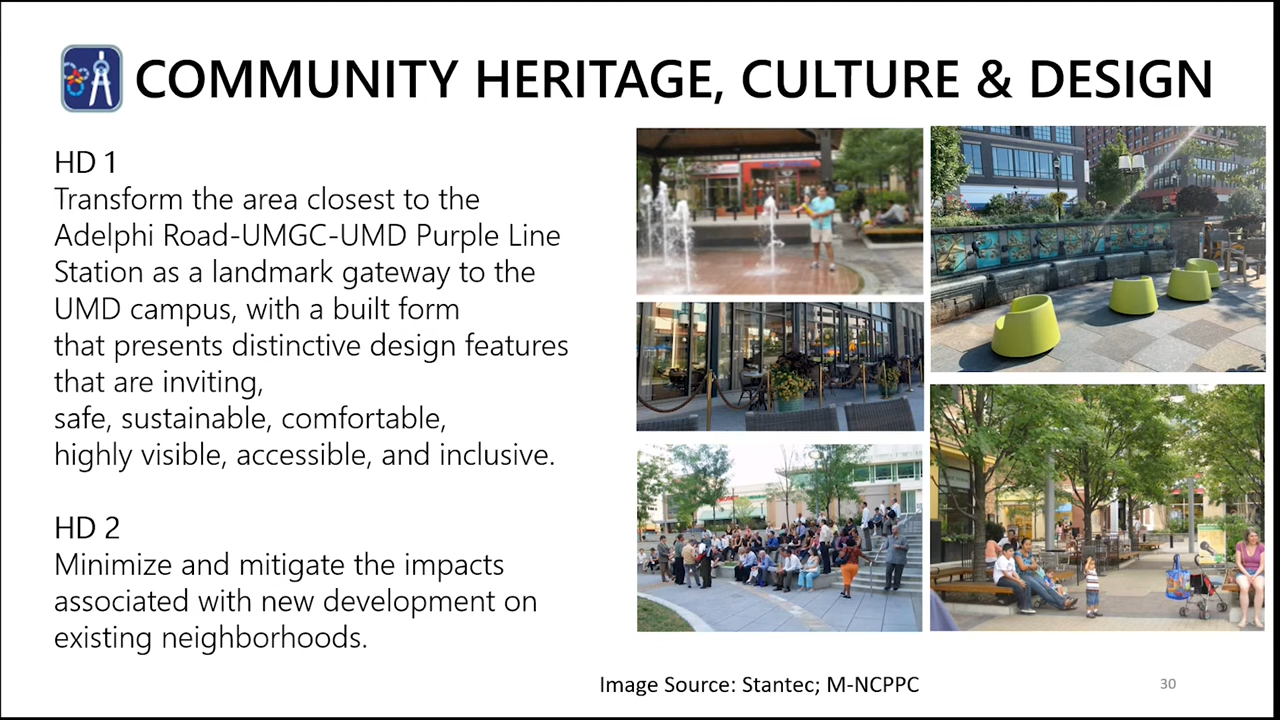 COMMUNITY HERITAGE, CULTURE & DESIGN
HD 1
Transform the area closest to the
Adelphi Road-UMGC-UMD Purple Line
Station as a landmark gateway to the
UMD campus, with a built form
that presents distinctive design features
that are inviting,
safe, sustainable, comfortable,
highly visible, accessible, and inclusive.
HD 2
Minimize and mitigate the impacts
associated with new development on
existing neighborhoods.
Image Source: Stantec; M-NCPPC
30